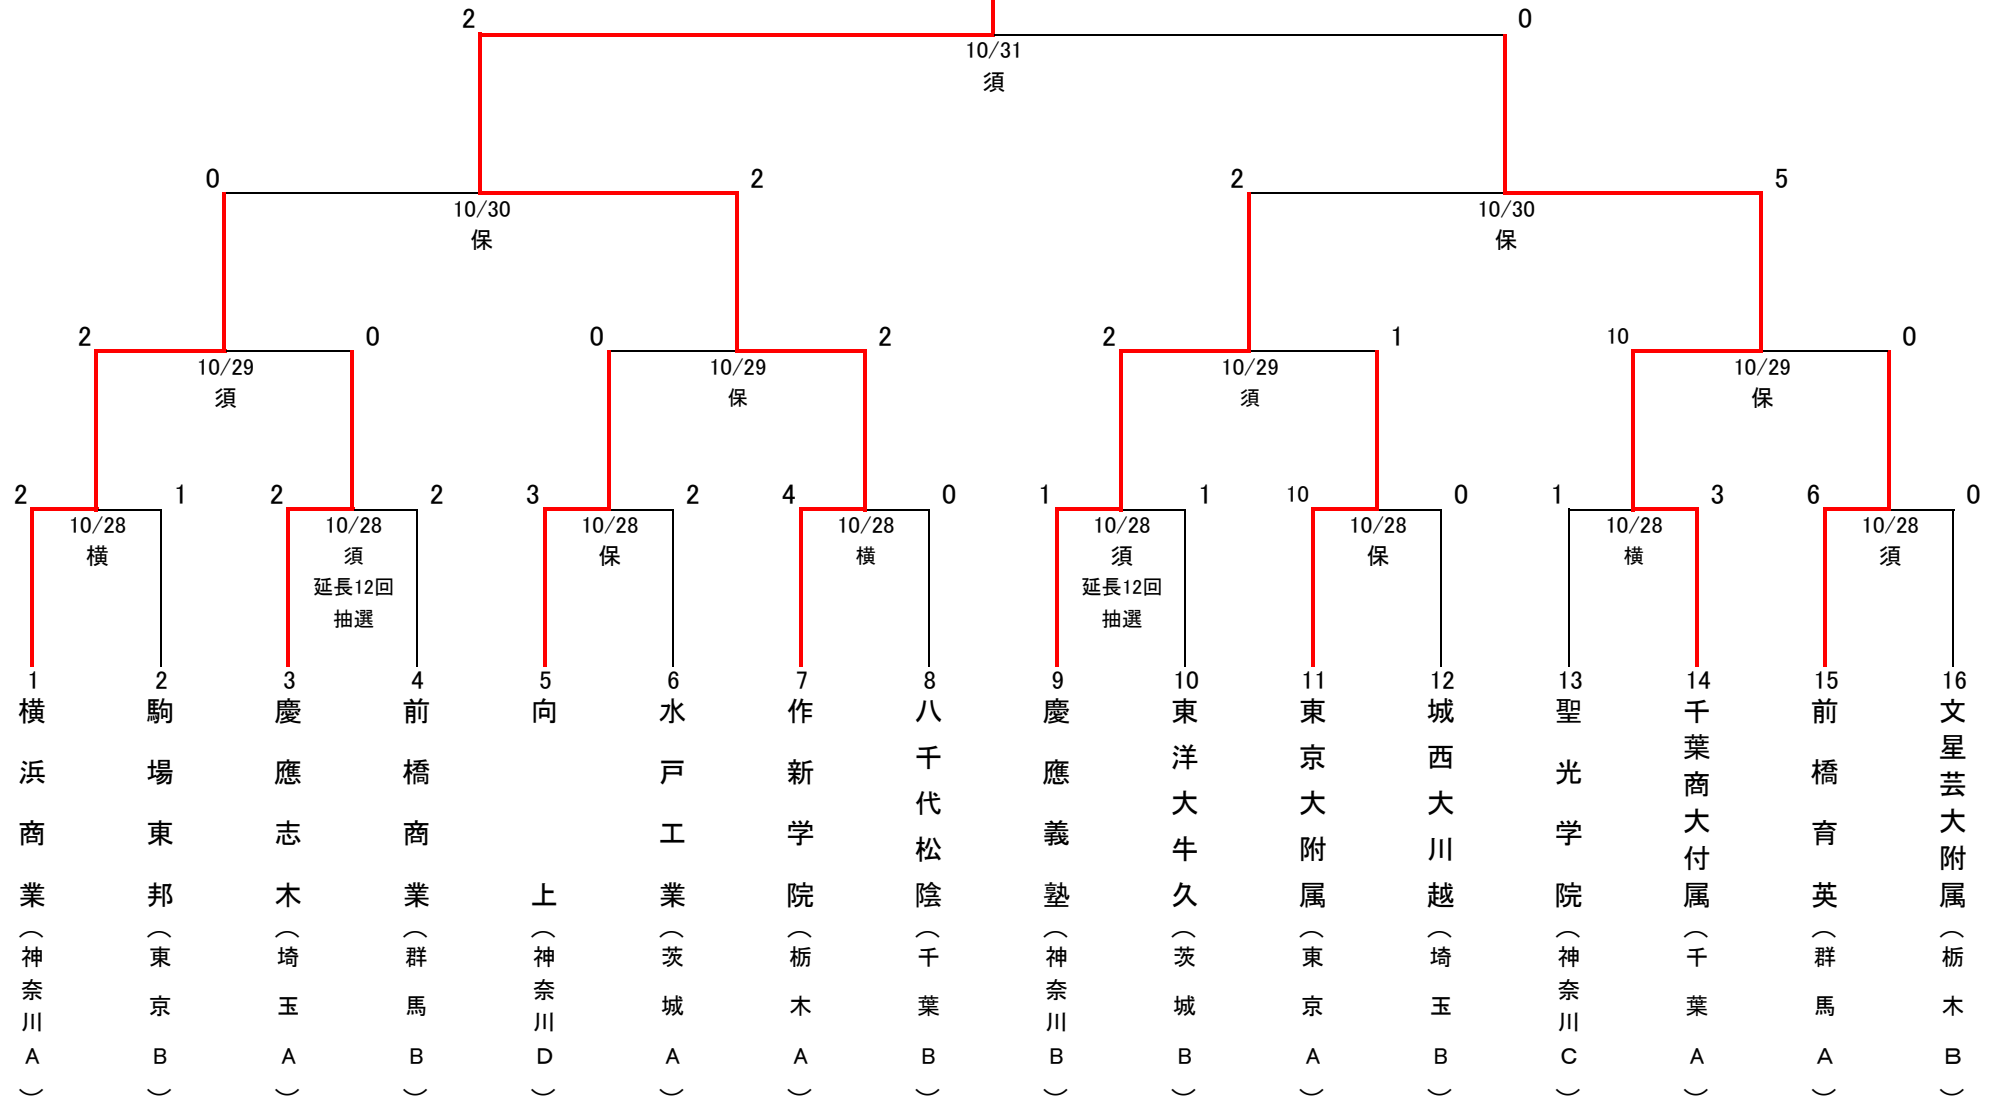 2 0
10/31
須
0 2 2 5
10/30 10/30
保 保
2 0 0 2 2 1 10 0
10/29 10/29 10/29 10/29
須 保 須 保
2 1 2 2 3 2 4 0 1 1 10 0 1 3 6 0
10/28 10/28 10/28 10/28 10/28 10/28 10/28 10/28
横 須 保 横 須 保 横 須
延長12回 延長12回
抽選 抽選
1 2 3 4 5 6 7 8 9 10 11 12 13 14 15 16
横浜商業(神奈川A)
駒場東邦(東京B)
慶應志木(埼玉A)
前橋商業(群馬B)
向上(神奈川D)
水戸工業(茨城A)
作新学院(栃木A)
八千代松陰(千葉B)
慶應義塾(神奈川B)
東洋大牛久(茨城B)
東京大附属(東京A)
城西大川越(埼玉B)
聖光学院(神奈川C)
千葉商大付属(千葉A)
前橋育英(群馬A)
文星芸大附属(栃木B)